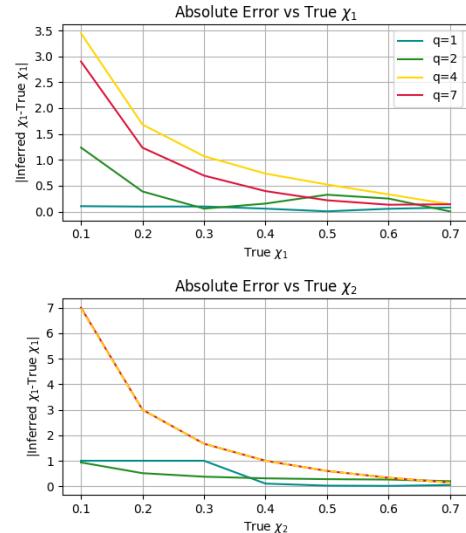 Absolute Error vs True χ₁
|Inferred χ₁-True χ₁|
3.5
3.0
2.5
2.0
1.5
1.0
0.5
0.0
q=1
q=2
q=4
q=7
0.1 0.2 0.3 0.4 0.5 0.6 0.7
True χ₁
Absolute Error vs True χ₂
|Inferred χ₁-True χ₁|
7
6
5
4
3
2
1
0
0.1 0.2 0.3 0.4 0.5 0.6 0.7
True χ₂